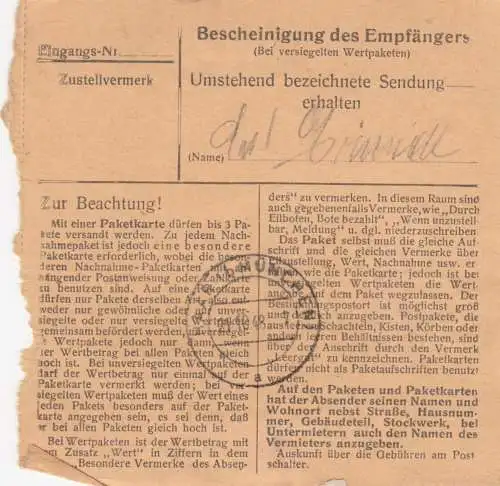 Eingangs-Nr.
Zustellvermerk
Bescheinigung des Empfängers
(Bei versiegelten Wertpaketen)
Umstehend bezeichnete Sendung
erhalten
(Name)
Zur Beachtung!
Mit einer Paketkarte dürfen bis 3 Pa-
kete versandt werden. Zu jedem Nach-
nahmepaket ist jedoch eine besondere
Paketkarte erforderlich, wobei die beson-
deren Nachnahme-Paketkarten mit an-
hängender Postanweisung oder Zahlkarte
zu benutzen sind. Auf eine Paketkarte
dürfen nur Pakete derselben Art, also ent-
weder nur gewöhnliche oder nur unver-
siegelte oder nur versiegelte Wertpakete
gemeinsam befördert werden, unversiegel-
te Wertpakete jedoch nur dann, wenn
der Wertbetrag bei allen Paketen gleich
hoch ist. Bei unversiegelten Wertpaketen
darf der Wertbetrag nur einmal auf der
Paketkarte vermerkt werden; bei ver-
siegelten Wertpaketen muß der Wert eines
jeden Pakets besonders auf der Paket-
karte angegeben sein, es sei denn, daß
er bei allen Paketen gleich hoch ist.
Bei Wertpaketen ist der Wertbetrag mit
dem Zusatz „Wert" in Ziffern in dem
„Besondere Vermerke des Absen-
ders" zu vermerken. In diesem Raum sind
auch gegebenenfalls Vermerke, wie „Durch
Eilboten, Bote bezahlt", „Wenn unzustell-
bar, Meldung" u. dgl. niederzuschreiben
Das Paket selbst muß die gleiche Auf-
schrift und die gleichen Vermerke über
Zustellung, Wert, Nachnahme usw. er-
halten wie die Paketkarte; jedoch ist bei
unversiegelten Wertpaketen die Wert-
angabe auf dem Paket wegzulassen. Der
Bestimmungspostort ist möglichst groß
und kräftig anzugeben. Postpakete, die
aus leeren Schachteln, Kisten, Körben oder
anderen leeren Behältnissen bestehen, sind
über der Anschrift durch den Vermerk
„Leergut" zu kennzeichnen. Paketkarten
dürfen nicht als Paketaufschriften benutzt
werden.
Auf den Paketen und Paketkarten
hat der Absender seinen Namen und
Wohnort nebst Straße, Hausnum-
mer, Gebäudeteil, Stockwerk, bei
Untermietern auch den Namen des
Vermieters anzugeben.
Auskunft über die Gebühren am Post
schalter.
MÜNCHEN
a